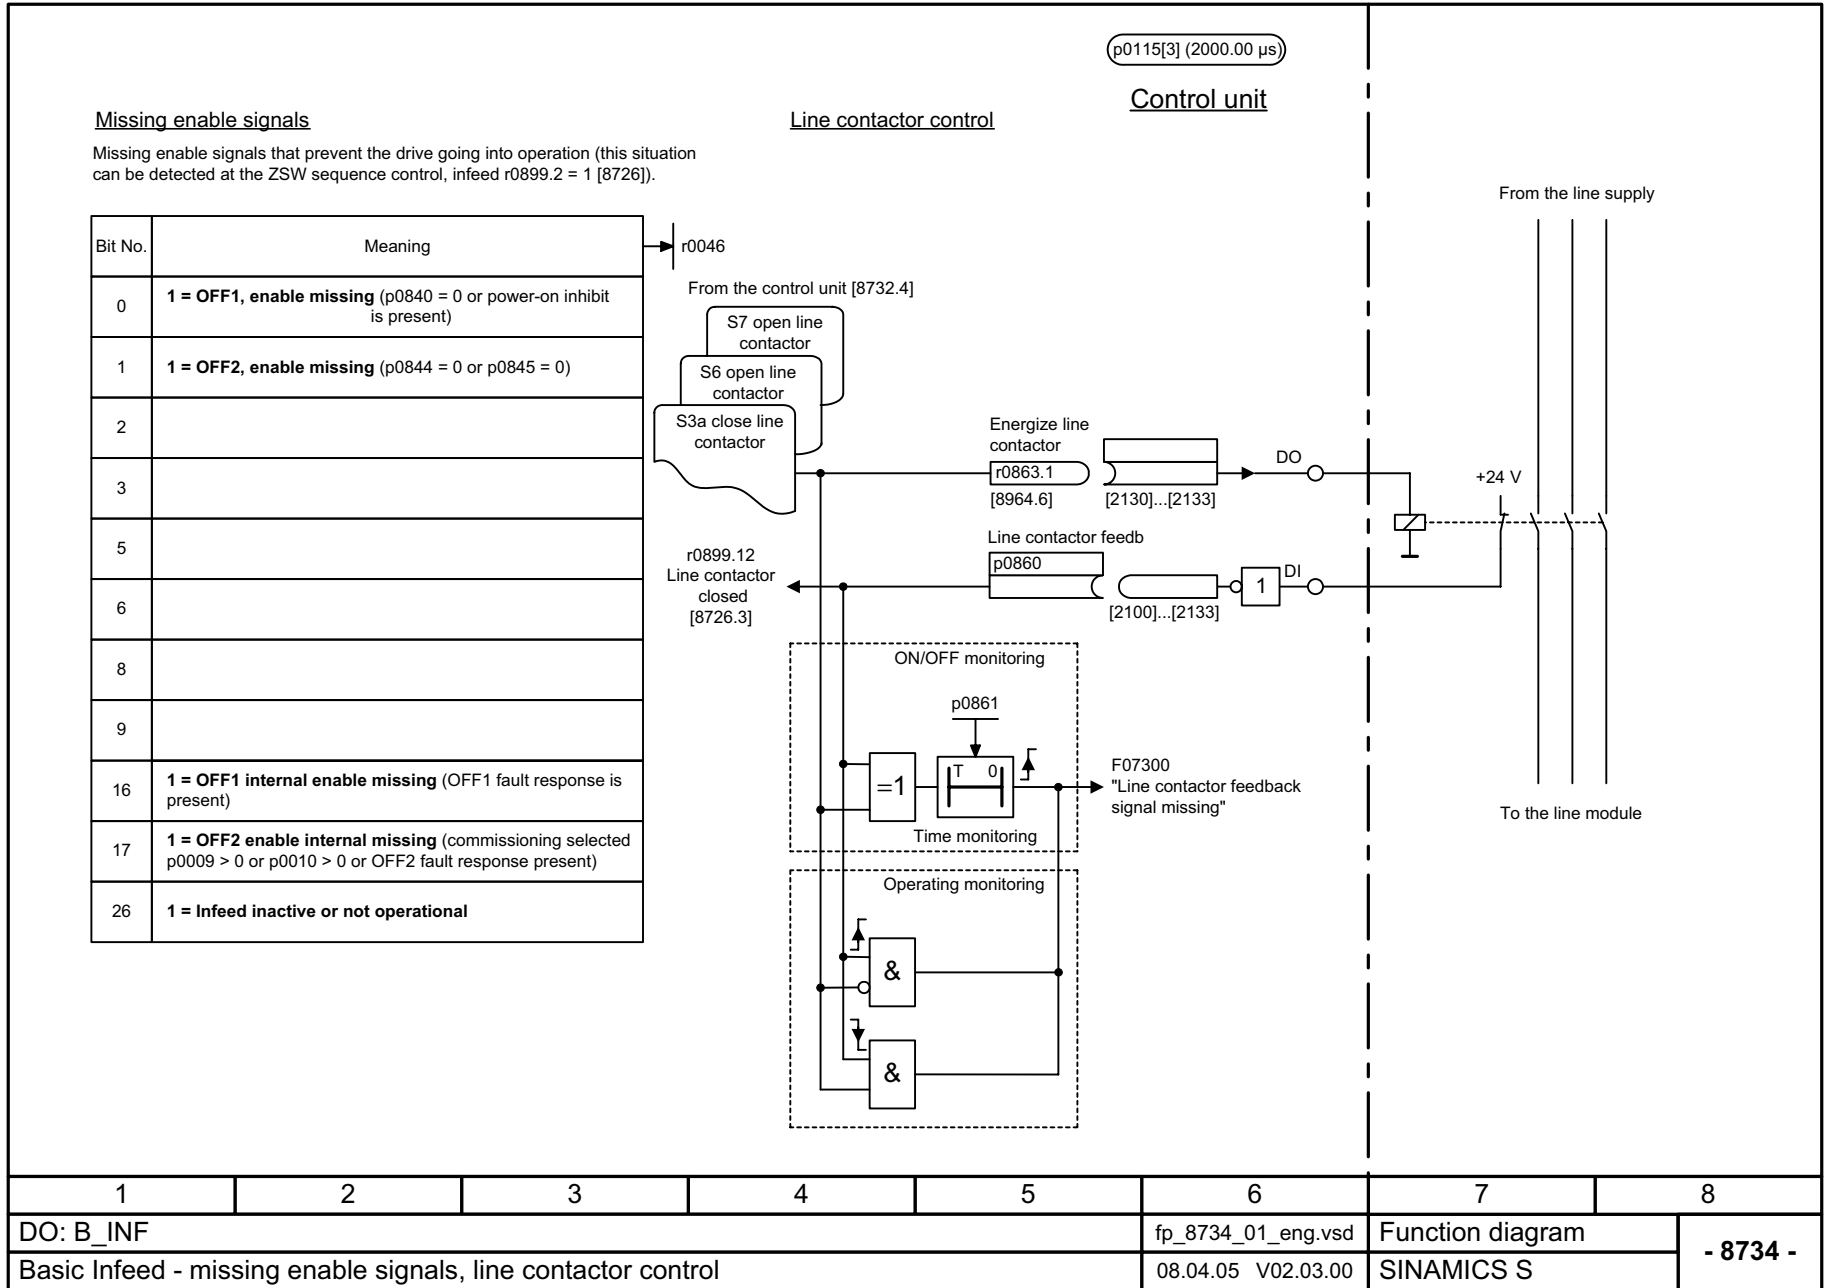 p0115[3] (2000.00 µs)
Control unit
Missing enable signals
Line contactor control
Missing enable signals that prevent the drive going into operation (this situation
can be detected at the ZSW sequence control, infeed r0899.2 = 1 [8726]).
From the line supply
Bit No.
Meaning
r0046
0
1 = OFF1, enable missing (p0840 = 0 or power-on inhibit
is present)
1
1 = OFF2, enable missing (p0844 = 0 or p0845 = 0)
2
3
5
6
8
9
16
1 = OFF1 internal enable missing (OFF1 fault response is
present)
17
1 = OFF2 enable internal missing (commissioning selected
p0009 > 0 or p0010 > 0 or OFF2 fault response present)
26
1 = Infeed inactive or not operational
From the control unit [8732.4]
S7 open line
contactor
S6 open line
contactor
S3a close line
contactor
Energize line
contactor
r0863.1
[8964.6]
[2130]...[2133]
DO
+24 V
Line contactor feedb
p0860
[2100]...[2133]
1
DI
r0899.12
Line contactor
closed
[8726.3]
ON/OFF monitoring
p0861
=1
T 0
Time monitoring
F07300
"Line contactor feedback
signal missing"
To the line module
Operating monitoring
&
&
1 2 3 4 5 6 7 8
DO: B_INF
fp_8734_01_eng.vsd
Function diagram
- 8734 -
Basic Infeed - missing enable signals, line contactor control
08.04.05 V02.03.00
SINAMICS S